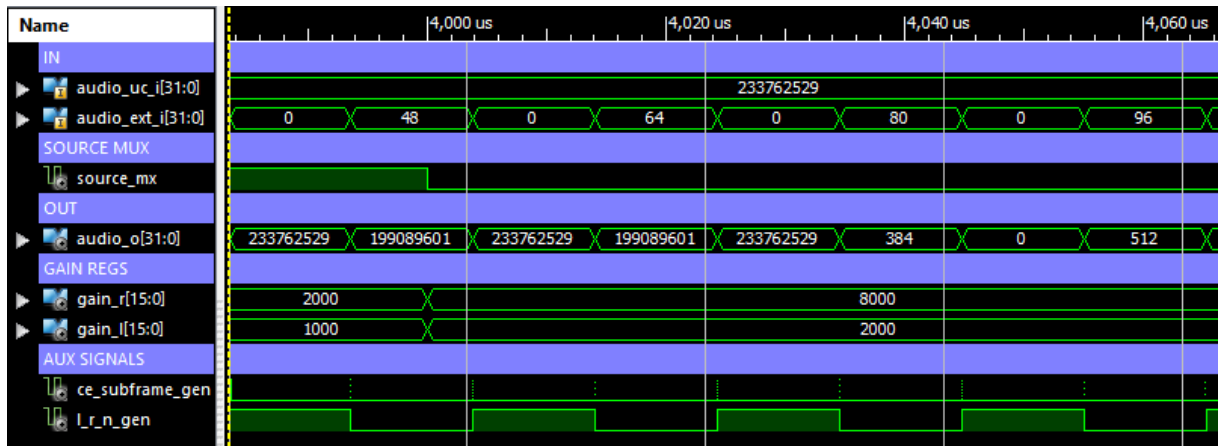 Name 4,000 us 4,020 us 4,040 us 4,060 us
IN
audio_uc_i[31:0] 233762529
audio_ext_i[31:0] 0 48 0 64 0 80 0 96
SOURCE MUX
source_mx
OUT
audio_o[31:0] 233762529 199089601 233762529 199089601 233762529 384 0 512
GAIN REGS
gain_r[15:0] 2000 8000
gain_l[15:0] 1000 2000
AUX SIGNALS
ce_subframe_gen
l_r_n_gen